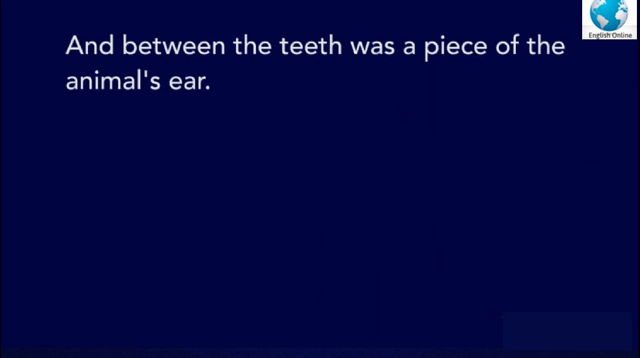 English Online
And between the teeth was a piece of the
animal's ear.